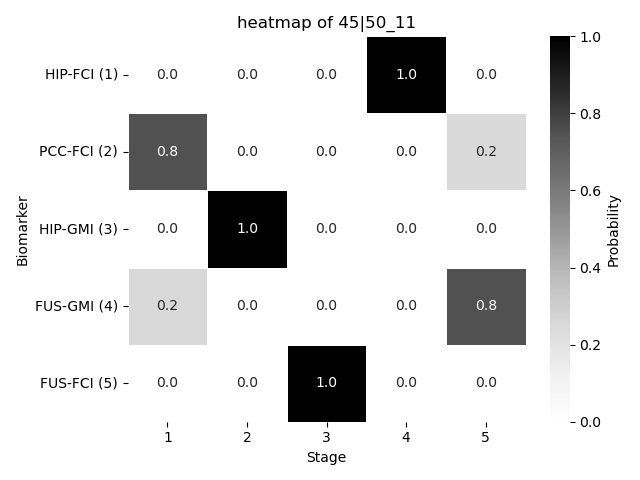 heatmap of 45|50_11
HIP-FCI (1) 0.0 0.0 0.0 1.0 0.0
PCC-FCI (2) 0.8 0.0 0.0 0.0 0.2
HIP-GMI (3) 0.0 1.0 0.0 0.0 0.0
FUS-GMI (4) 0.2 0.0 0.0 0.0 0.8
FUS-FCI (5) 0.0 0.0 1.0 0.0 0.0
1 2 3 4 5
Stage
Biomarker
1.0
0.8
0.6
0.4
0.2
0.0
Probability